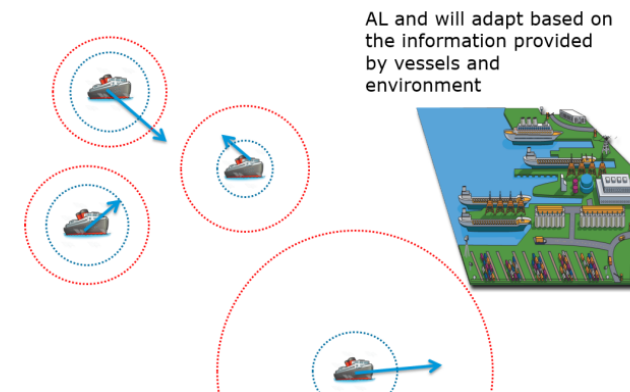 AL and will adapt based on
the information provided
by vessels and
environment